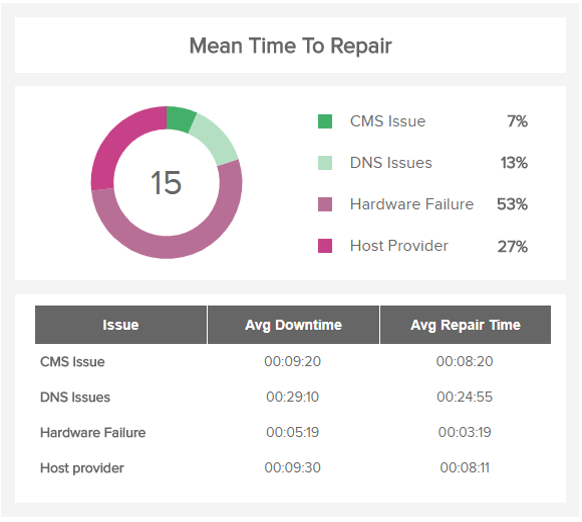 Mean Time To Repair
15
CMS Issue 7%
DNS Issues 13%
Hardware Failure 53%
Host Provider 27%
Issue Avg Downtime Avg Repair Time
CMS Issue 00:09:20 00:08:20
DNS Issues 00:29:10 00:24:55
Hardware Failure 00:05:19 00:03:19
Host provider 00:09:30 00:08:11